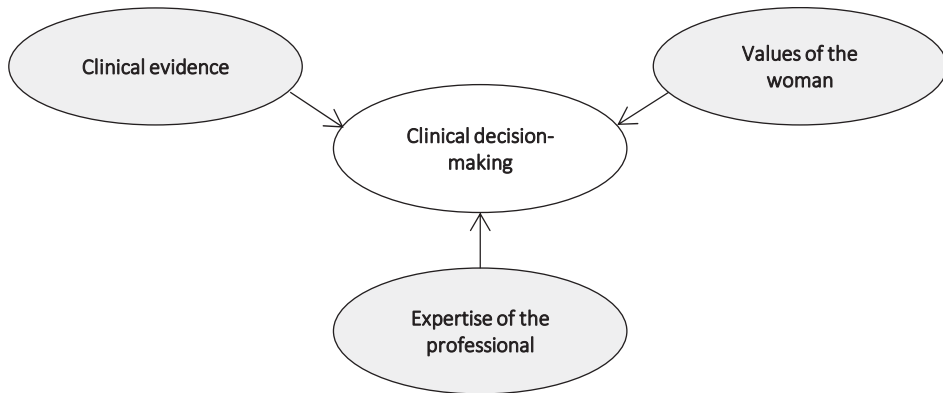 Clinical evidence
Values of the
woman
Clinical decision-
making
Expertise of the
professional